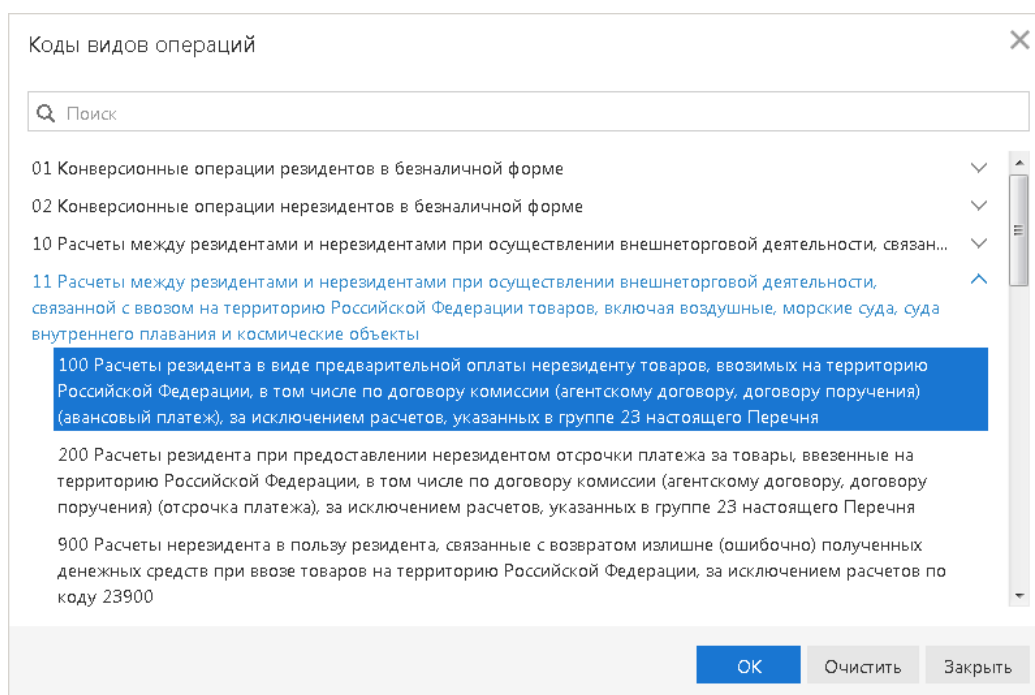 Коды видов операций
Поиск
01 Конверсионные операции резидентов в безналичной форме
02 Конверсионные операции нерезидентов в безналичной форме
10 Расчеты между резидентами и нерезидентами при осуществлении внешнеторговой деятельности, связан...
11 Расчеты между резидентами и нерезидентами при осуществлении внешнеторговой деятельности,
связанной с ввозом на территорию Российской Федерации товаров, включая воздушные, морские суда, суда
внутреннего плавания и космические объекты
100 Расчеты резидента в виде предварительной оплаты нерезиденту товаров, ввозимых на территорию
Российской Федерации, в том числе по договору комиссии (агентскому договору, договору поручения)
(авансовый платеж), за исключением расчетов, указанных в группе 23 настоящего Перечня
200 Расчеты резидента при предоставлении нерезидентом отсрочки платежа за товары, ввезенные на
территорию Российской Федерации, в том числе по договору комиссии (агентскому договору, договору
поручения) (отсрочка платежа), за исключением расчетов, указанных в группе 23 настоящего Перечня
900 Расчеты нерезидента в пользу резидента, связанные с возвратом излишне (ошибочно) полученных
денежных средств при ввозе товаров на территорию Российской Федерации, за исключением расчетов по
коду 23900
ОК Очистить Закрыть